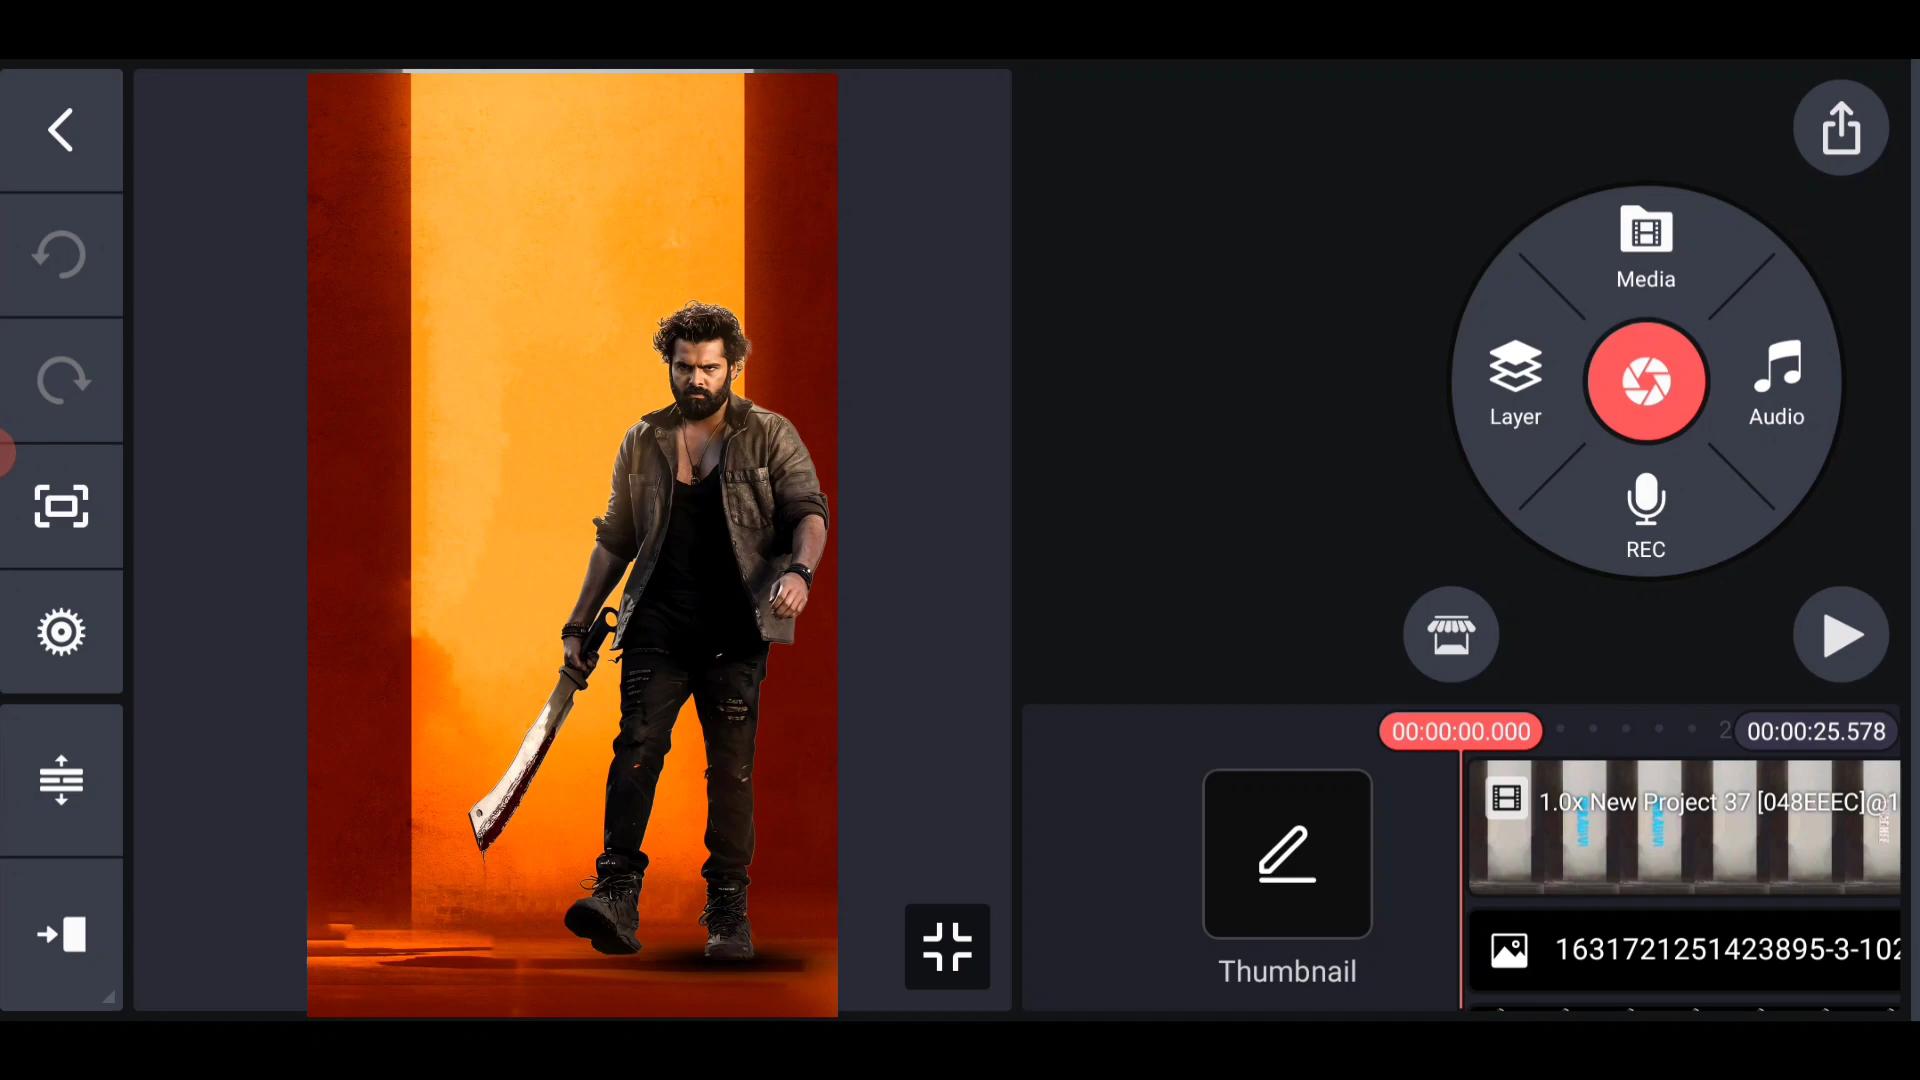 Media
Layer
Audio
REC
00:00:00.000
2
00:00:25.578
1.0x New Project 37 [048EEEC]@1
1631721251423895-3-102
Thumbnail